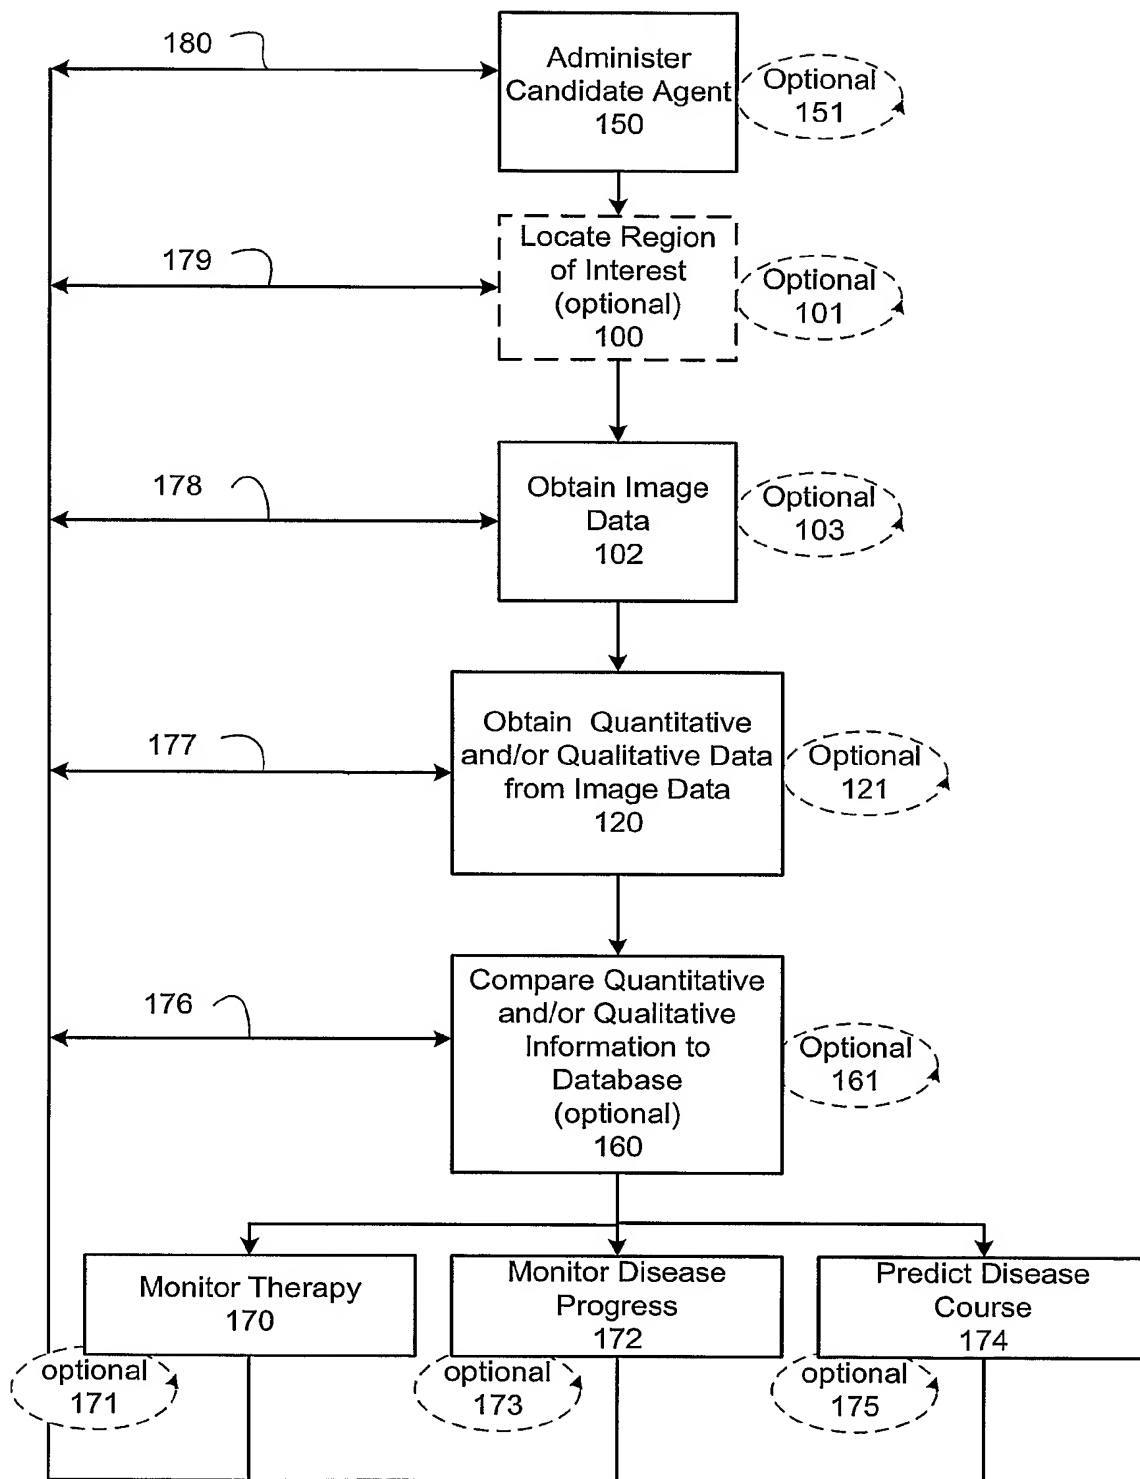 180
Administer
Candidate Agent
150
Optional
151
179
Locate Region
of Interest
(optional)
100
Optional
101
178
Obtain Image
Data
102
Optional
103
177
Obtain Quantitative
and/or Qualitative Data
from Image Data
120
Optional
121
176
Compare Quantitative
and/or Qualitative
Information to
Database
(optional)
160
Optional
161
Monitor Therapy
170
optional
171
Monitor Disease
Progress
172
optional
173
Predict Disease
Course
174
optional
175